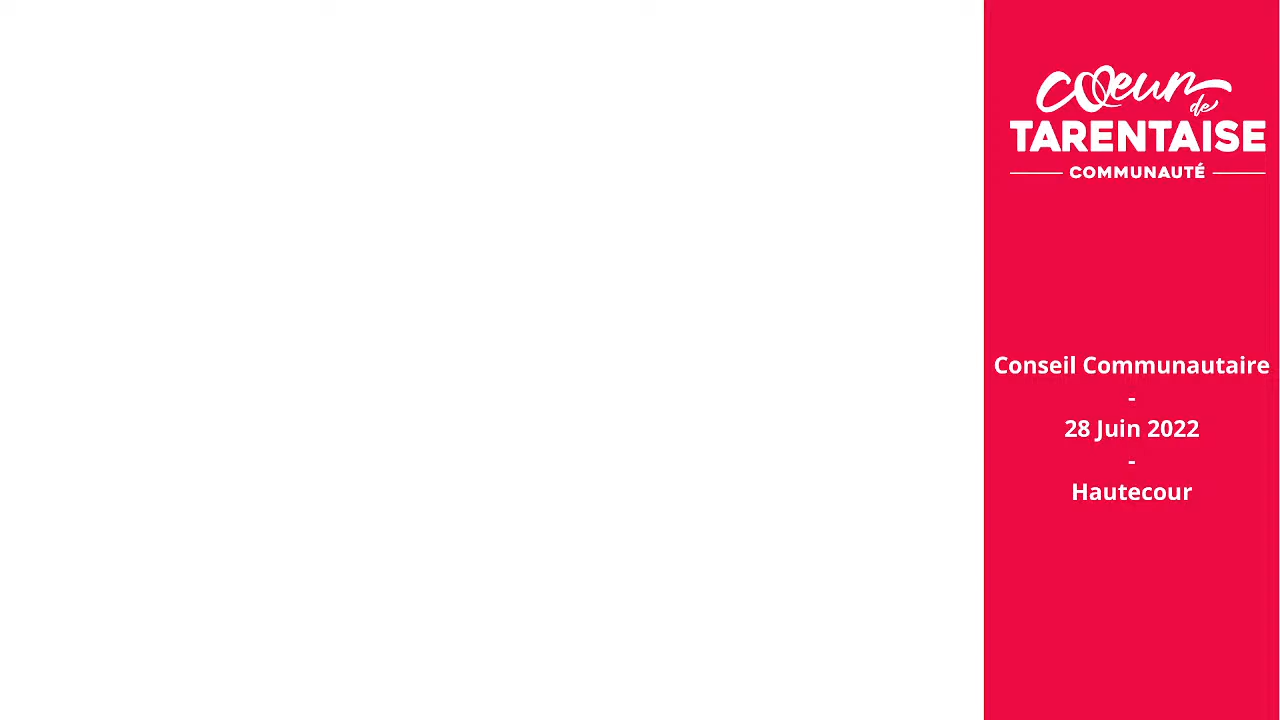 Cœur
de
TARENTAISE
COMMUNAUTÉ
Conseil Communautaire
-
28 Juin 2022
-
Hautecour